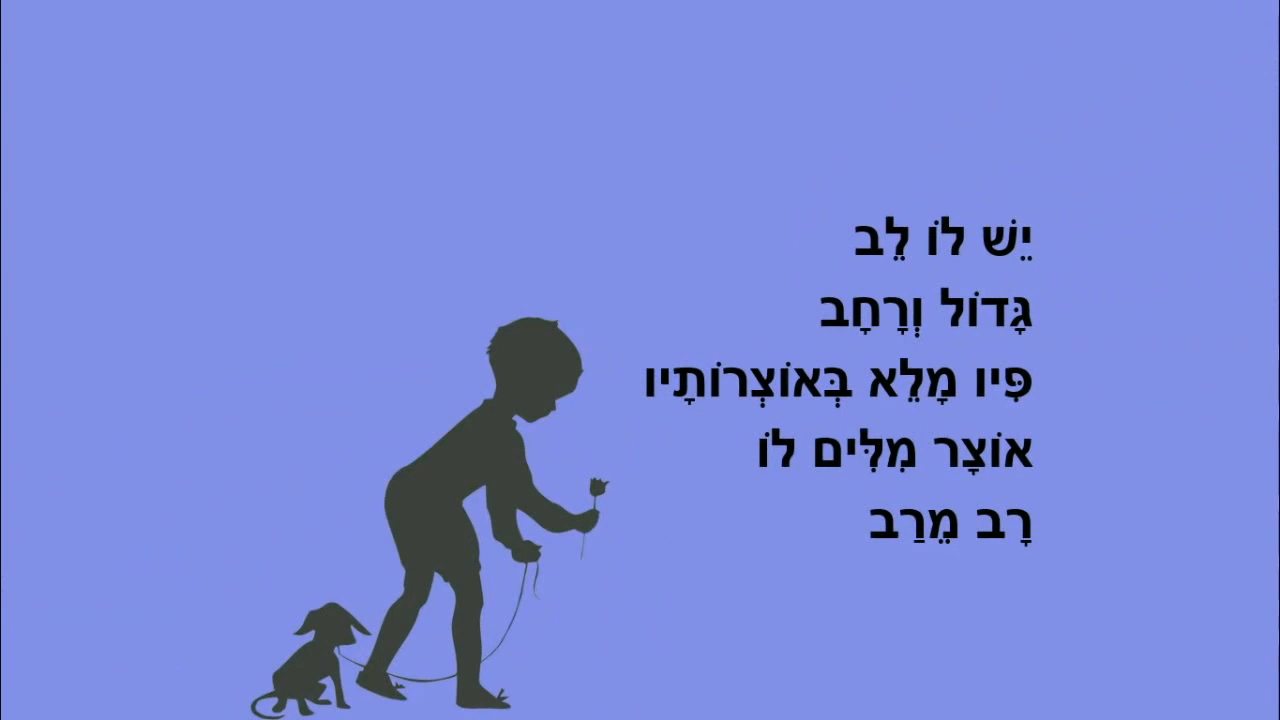 יֵשׁ לוֹ לֵב
גָּדוֹל וְרָחָב
פִּיו מָלֵא בְּאוֹצְרוֹתָיו
אוֹצָר מִלִּים לוֹ
רָב מֵרַב